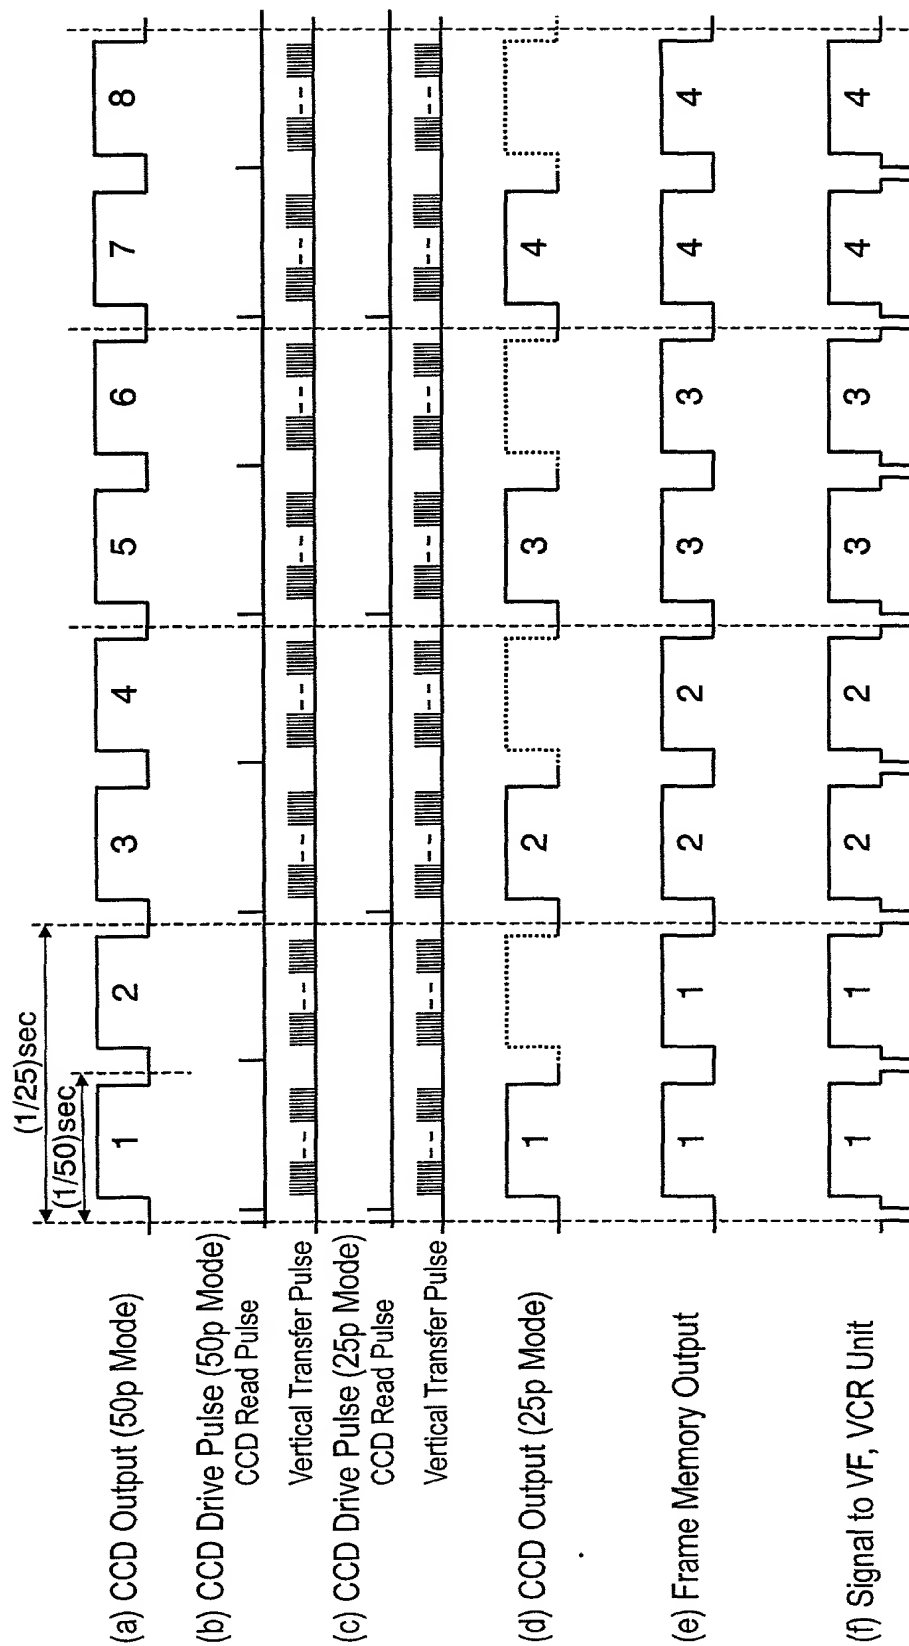 (1/25)sec
(1/50)sec
(a) CCD Output (50p Mode)
1 2 3 4 5 6 7 8
(b) CCD Drive Pulse (50p Mode)
CCD Read Pulse
Vertical Transfer Pulse
(c) CCD Drive Pulse (25p Mode)
CCD Read Pulse
Vertical Transfer Pulse
(d) CCD Output (25p Mode)
1 2 3 4
(e) Frame Memory Output
1 1 2 2 3 3 4 4
(f) Signal to VF, VCR Unit
1 1 2 2 3 3 4 4